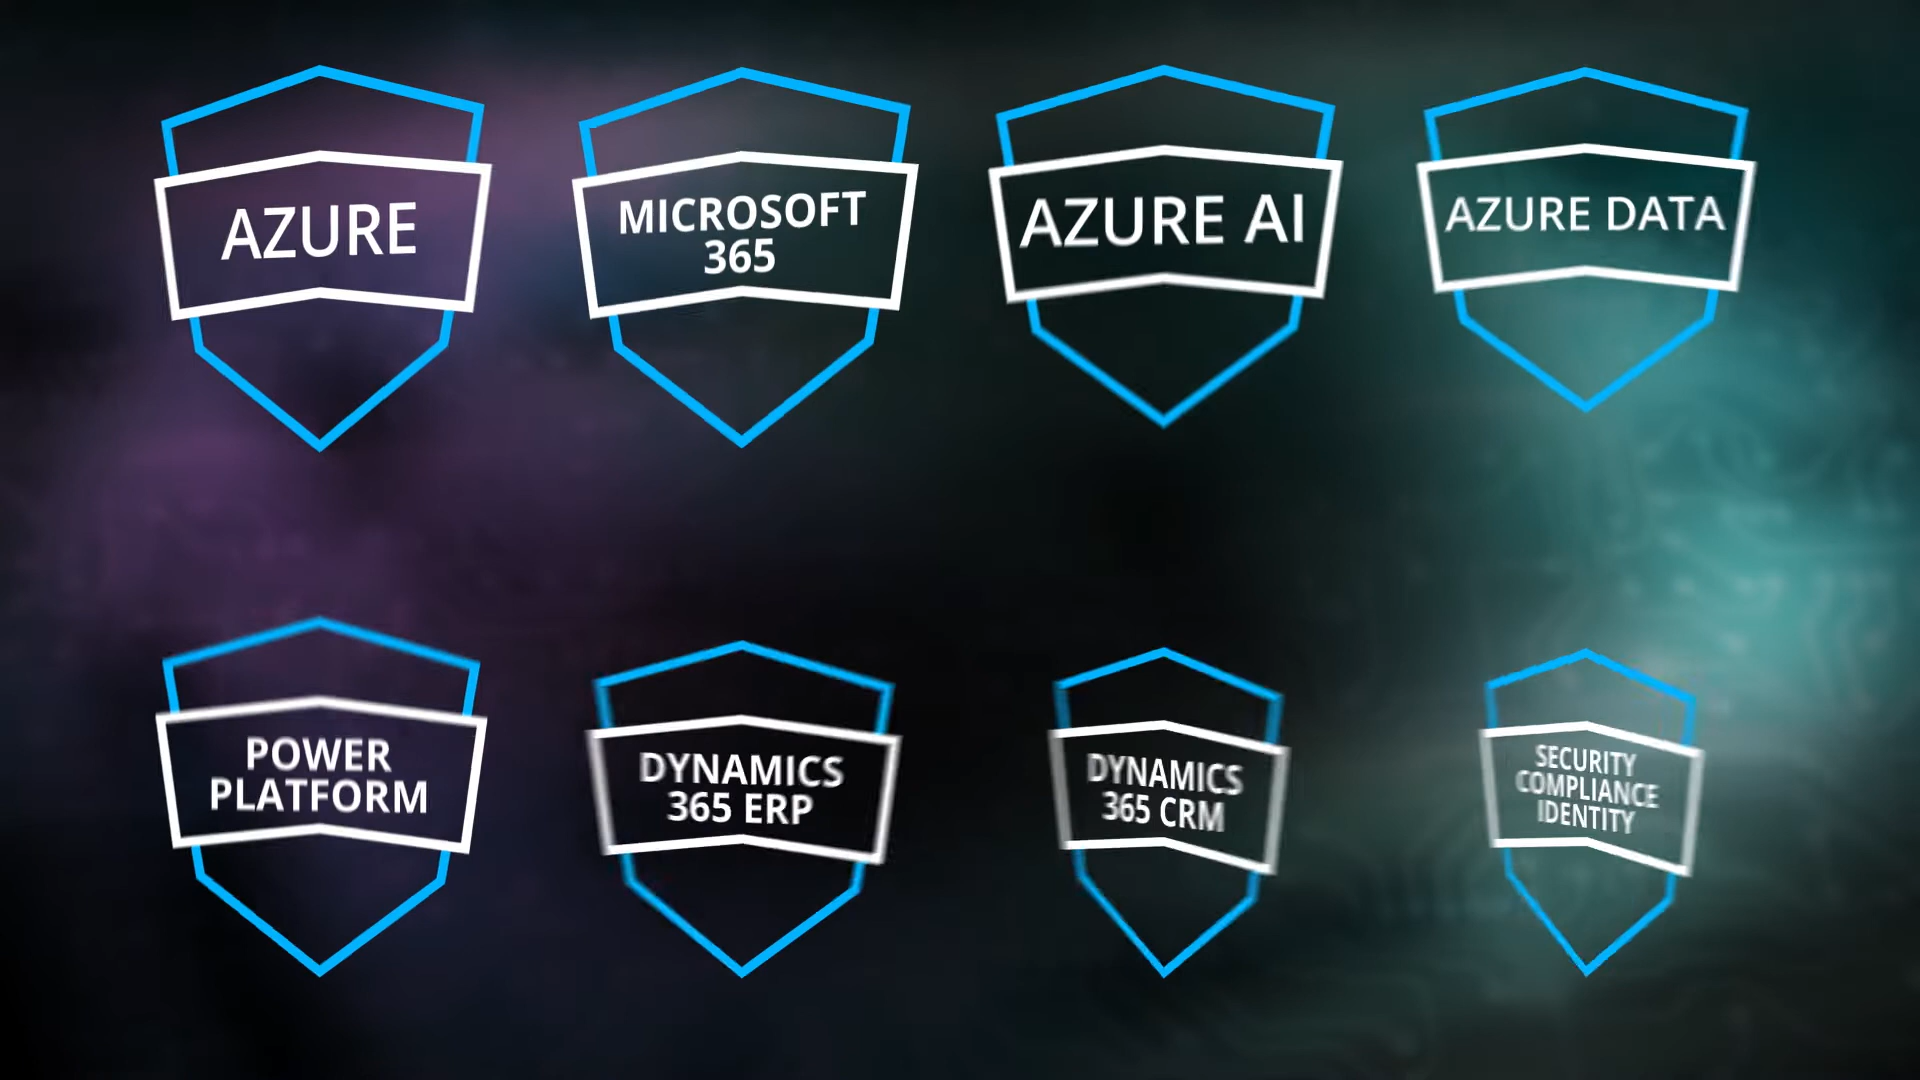 AZURE
MICROSOFT
365
AZURE AI
AZURE DATA
POWER
PLATFORM
DYNAMICS
365 ERP
DYNAMICS
365 CRM
SECURITY
COMPLIANCE
IDENTITY